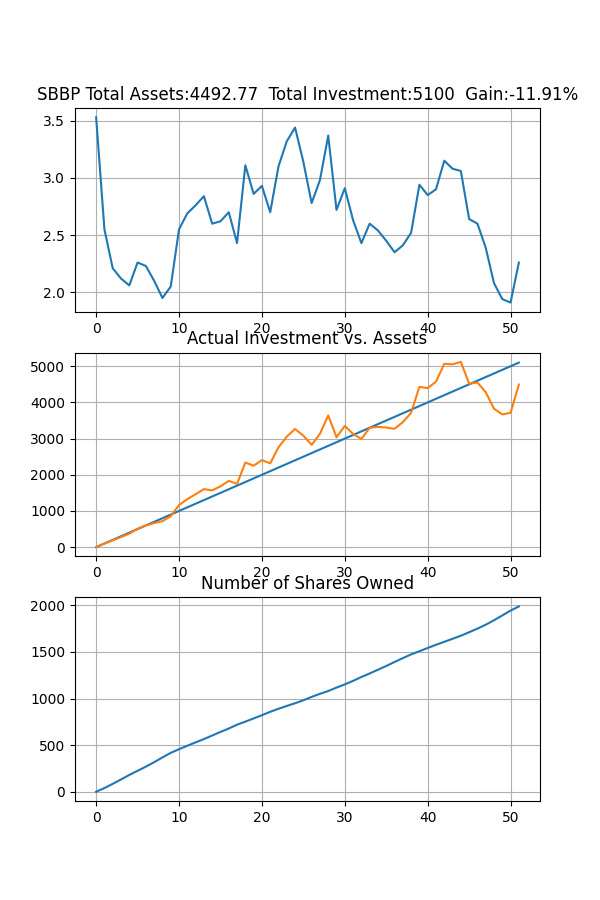 SBBP Total Assets:4492.77  Total Investment:5100  Gain:-11.91%
3.5
3.0
2.5
2.0
0 10 20 30 40 50
Actual Investment vs. Assets
5000
4000
3000
2000
1000
0
0 10 20 30 40 50
Number of Shares Owned
2000
1500
1000
500
0
0 10 20 30 40 50